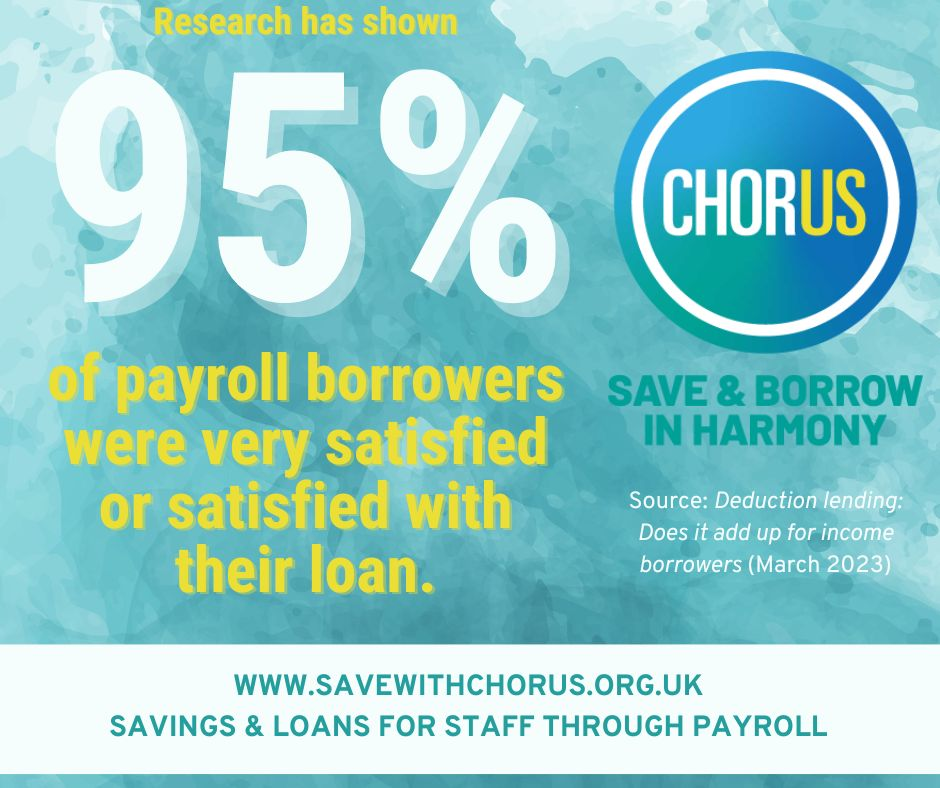 Research has shown
95%
of payroll borrowers
were very satisfied
or satisfied with
their loan.
CHORUS
SAVE & BORROW
IN HARMONY
Source: Deduction lending:
Does it add up for income
borrowers (March 2023)
WWW.SAVEWITHCHORUS.ORG.UK
SAVINGS & LOANS FOR STAFF THROUGH PAYROLL